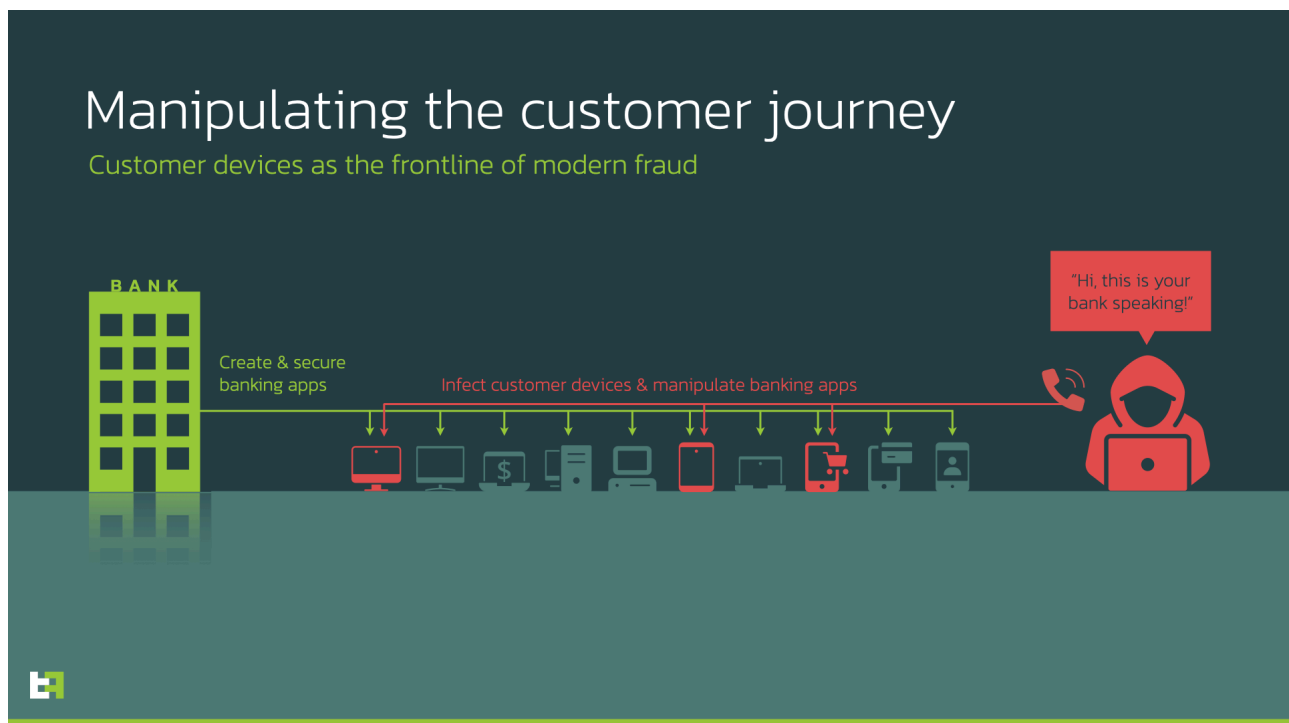 Manipulating the customer journey
Customer devices as the frontline of modern fraud
BANK
"Hi, this is your
bank speaking!"
Create & secure
banking apps
Infect customer devices & manipulate banking apps
$